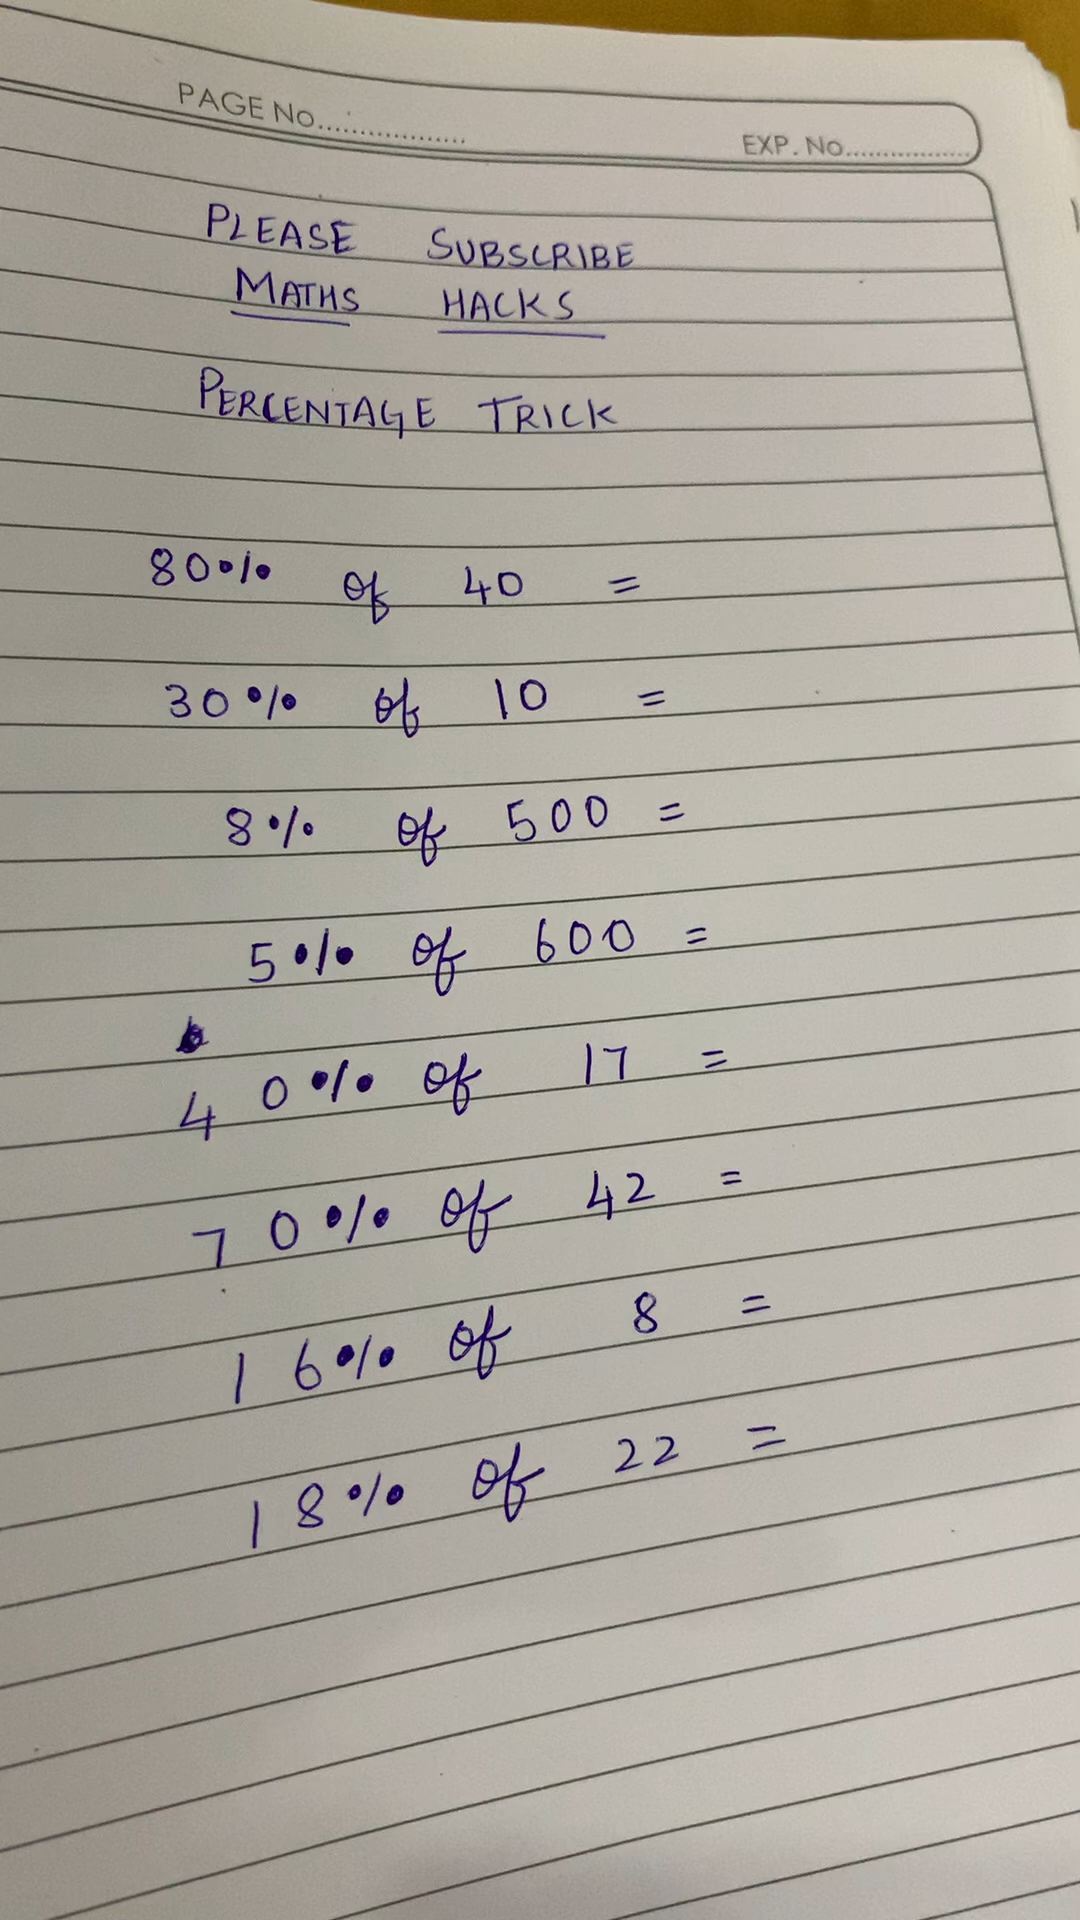 PAGE No..................
EXP. No..................
PLEASE SUBSCRIBE
MATHS HACKS
PERCENTAGE TRICK
80% of 40 =
30% of 10 =
8% of 500 =
5% of 600 =
40% of 17 =
70% of 42 =
16% of 8 =
18% of 22 =